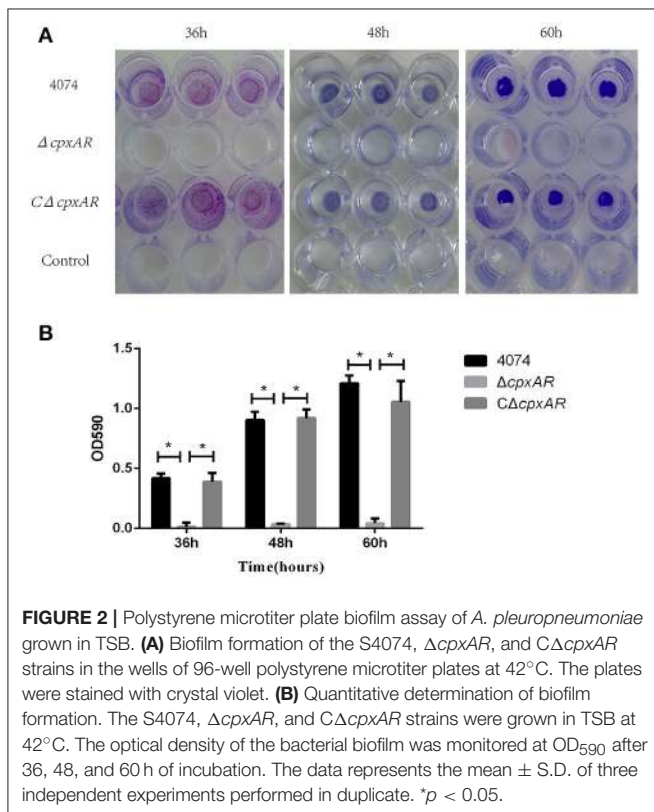 A
36h 48h 60h
4074
ΔcpxAR
CΔcpxAR
Control
B
1.5
1.0
0.5
0.0
OD590
* * * * * *
36h 48h 60h
Time(hours)
4074
ΔcpxAR
CΔcpxAR
FIGURE 2 | Polystyrene microtiter plate biofilm assay of A. pleuropneumoniae
grown in TSB. (A) Biofilm formation of the S4074, ΔcpxAR, and CΔcpxAR
strains in the wells of 96-well polystyrene microtiter plates at 42°C. The plates
were stained with crystal violet. (B) Quantitative determination of biofilm
formation. The S4074, ΔcpxAR, and CΔcpxAR strains were grown in TSB at
42°C. The optical density of the bacterial biofilm was monitored at OD590 after
36, 48, and 60 h of incubation. The data represents the mean ± S.D. of three
independent experiments performed in duplicate. *p < 0.05.